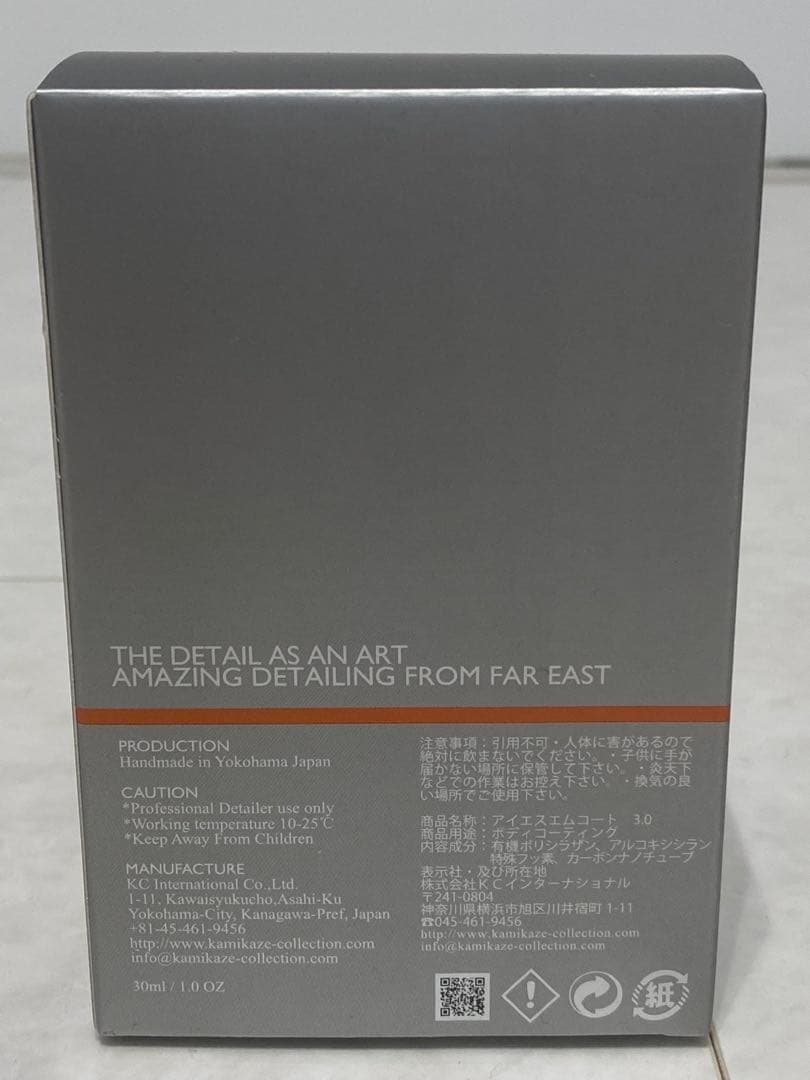 THE DETAIL AS AN ART
AMAZING DETAILING FROM FAR EAST
PRODUCTION
Handmade in Yokohama Japan
CAUTION
*Professional Detailer use only
*Working temperature 10-25℃
*Keep Away From Children
MANUFACTURE
KC International Co.,Ltd.
1-11, Kawaisyukucho,Asahi-Ku
Yokohama-City, Kanagawa-Pref, Japan
+81-45-461-9456
http://www.kamikaze-collection.com
info@kamikaze-collection.com
30ml / 1.0 OZ
注意事項：引用不可・人体に害があるので
絶対に飲まないでください。・子供に手が
届かない場所に保管して下さい。・炎天下
などでの作業はお控え下さい。・換気の良
い場所でご使用下さい。
商品名称：アイエスエムコート 3.0
商品用途：ボディコーティング
内容成分：有機ポリシラザン、アルコキシシラン
特殊フッ素、カーボンナノチューブ
表示社・及び所在地
株式会社ＫＣインターナショナル
〒241-0804
神奈川県横浜市旭区川井宿町 1-11
☎045-461-9456
http://www.kamikaze-collection.com
info@kamikaze-collection.com
紙